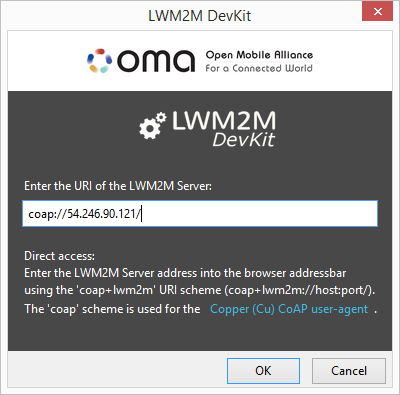 LWM2M DevKit
oma Open Mobile Alliance
For a Connected World
LWM2M
DevKit
Enter the URI of the LWM2M Server:
coap://54.246.90.121/
Direct access:
Enter the LWM2M Server address into the browser addressbar
using the 'coap+lwm2m' URI scheme (coap+lwm2m://host:port/).
The 'coap' scheme is used for the Copper (Cu) CoAP user-agent .
OK Cancel